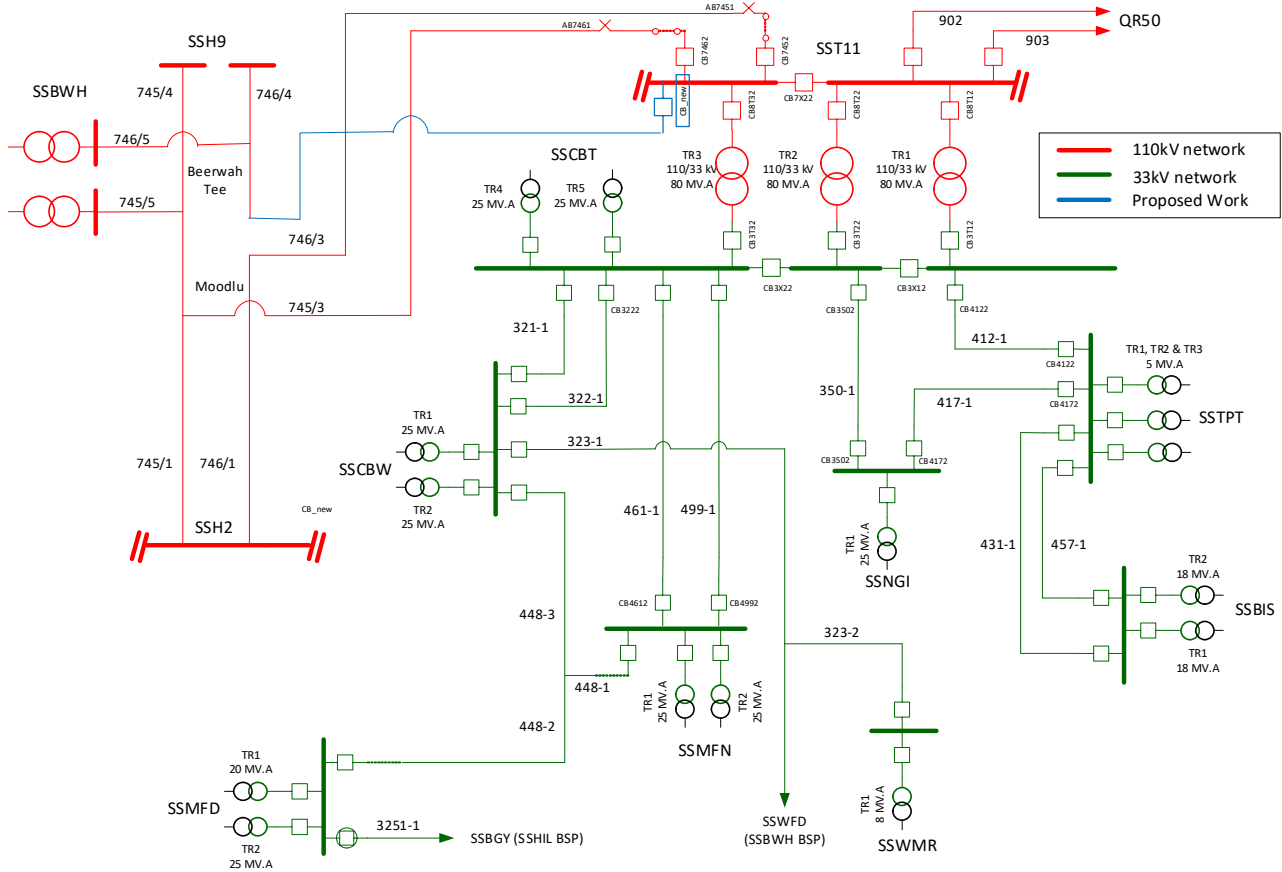 AB7451
902
QR50
AB7461
903
SSH9
SST11
CB7462
CB7452
SSBWH
745/4
746/4
CB_new
CB7X22
CB8T32
CB8T22
CB8T12
746/5
Beerwah
Tee
745/5
SSCBT
TR4
25 MV.A
TR5
25 MV.A
TR3
110/33 kV
80 MV.A
TR2
110/33 kV
80 MV.A
TR1
110/33 kV
80 MV.A
110kV network
33kV network
Proposed Work
746/3
CB3T32
CB3T22
CB3T12
Moodlu
745/3
CB3X22
CB3X12
CB3222
CB3502
CB4122
321-1
412-1
CB4122
TR1, TR2 & TR3
5 MV.A
322-1
350-1
417-1
CB4172
SSTPT
TR1
25 MV.A
323-1
SSCBW
CB3502
CB4172
745/1
746/1
TR2
25 MV.A
CB_new
SSH2
461-1
499-1
TR1
25 MV.A
SSNGI
431-1
457-1
TR2
18 MV.A
SSBIS
TR1
18 MV.A
448-3
CB4612
CB4992
323-2
448-1
TR1
25 MV.A
TR2
25 MV.A
448-2
SSMFN
TR1
20 MV.A
SSMFD
TR2
25 MV.A
3251-1
SSBGY (SSHIL BSP)
SSWFD
(SSBWH BSP)
TR1
8 MV.A
SSWMR